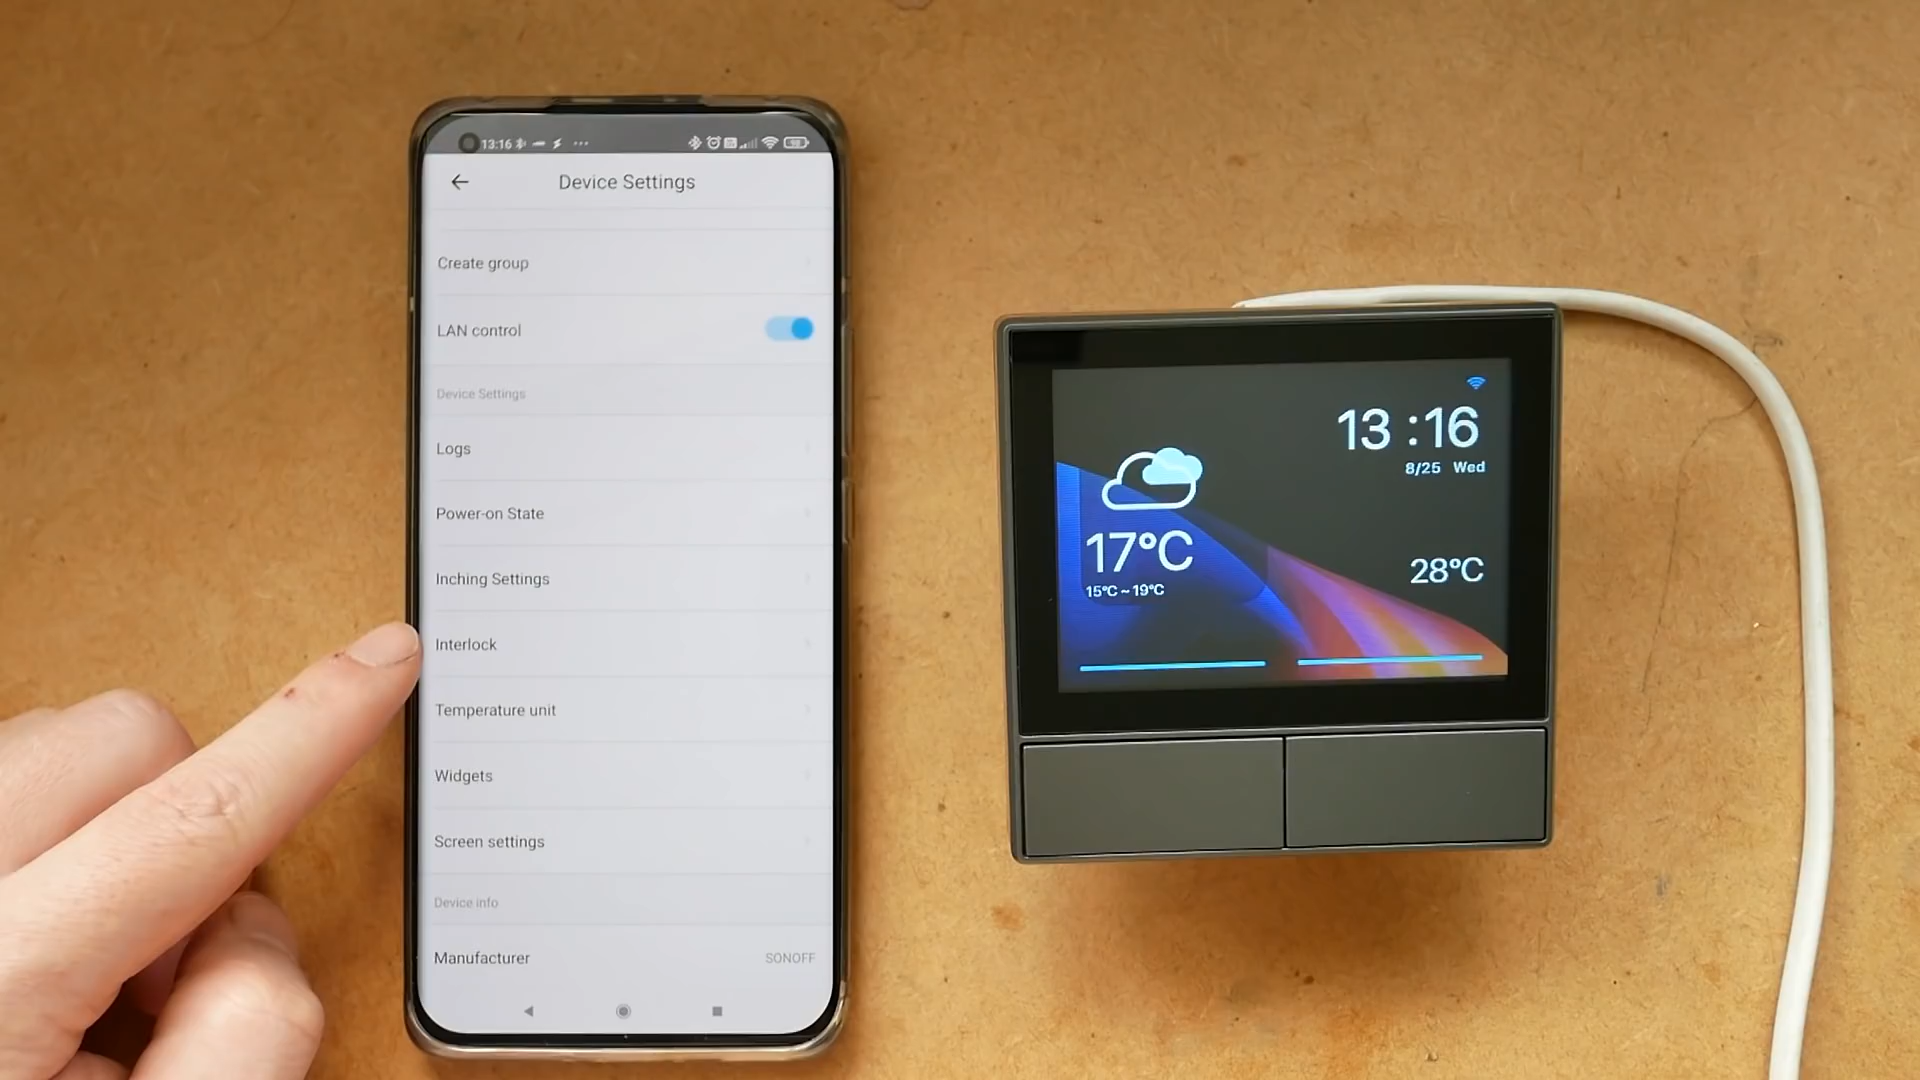 13:16
Device Settings
Create group
LAN control
Device Settings
Logs
Power-on State
Inching Settings
Interlock
Temperature unit
Widgets
Screen settings
Device info
Manufacturer SONOFF
13:16
8/25 Wed
17°C
15°C~19°C
28°C